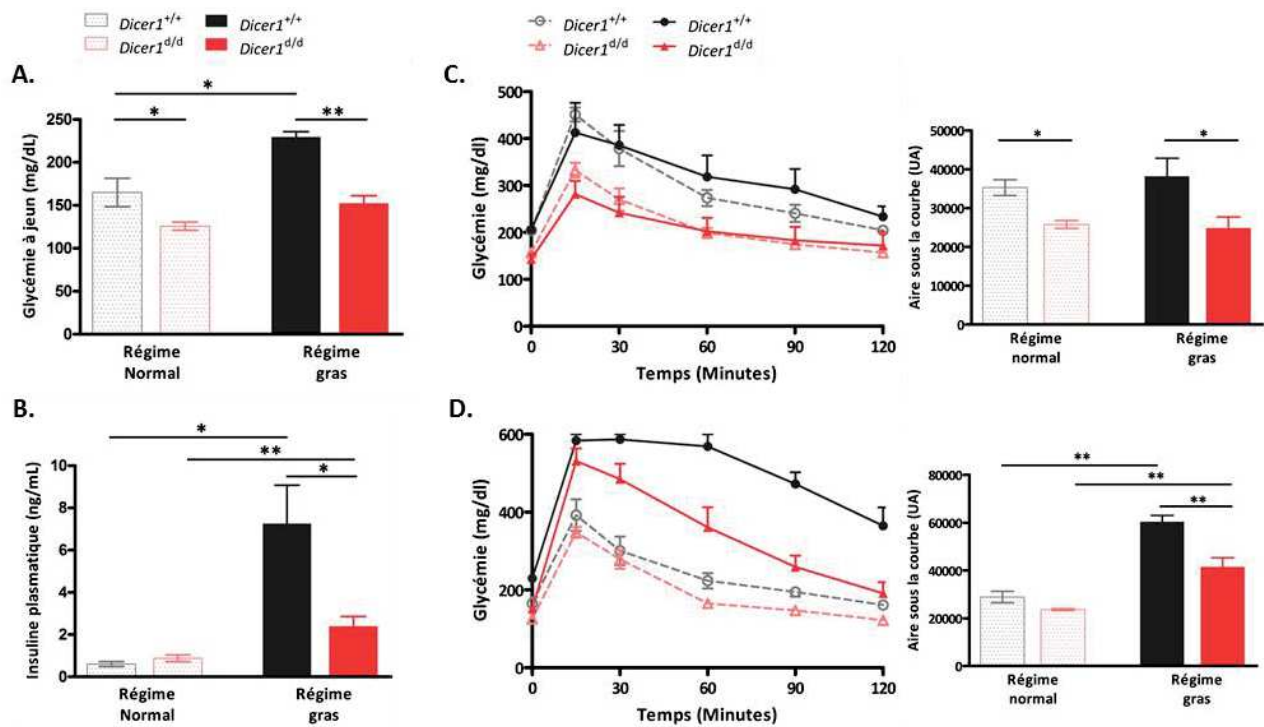 Dicer1+/+ Dicer1+/+
Dicer1d/d Dicer1d/d
Dicer1+/+ Dicer1+/+
Dicer1d/d Dicer1d/d
A.
Glycémie à jeun (mg/dL)
250
200
150
100
50
0
*
*
**
Régime Normal
Régime gras
B.
Insuline plasmatique (ng/mL)
10
8
6
4
2
0
*
**
*
Régime Normal
Régime gras
C.
Glycémie (mg/dl)
500
400
300
200
100
0
0 30 60 90 120
Temps (Minutes)
Aire sous la courbe (UA)
50000
40000
30000
20000
10000
0
*
*
Régime normal
Régime gras
D.
Glycémie (mg/dl)
600
400
200
0
0 30 60 90 120
Temps (Minutes)
Aire sous la courbe (UA)
80000
60000
40000
20000
0
**
**
**
Régime normal
Régime gras